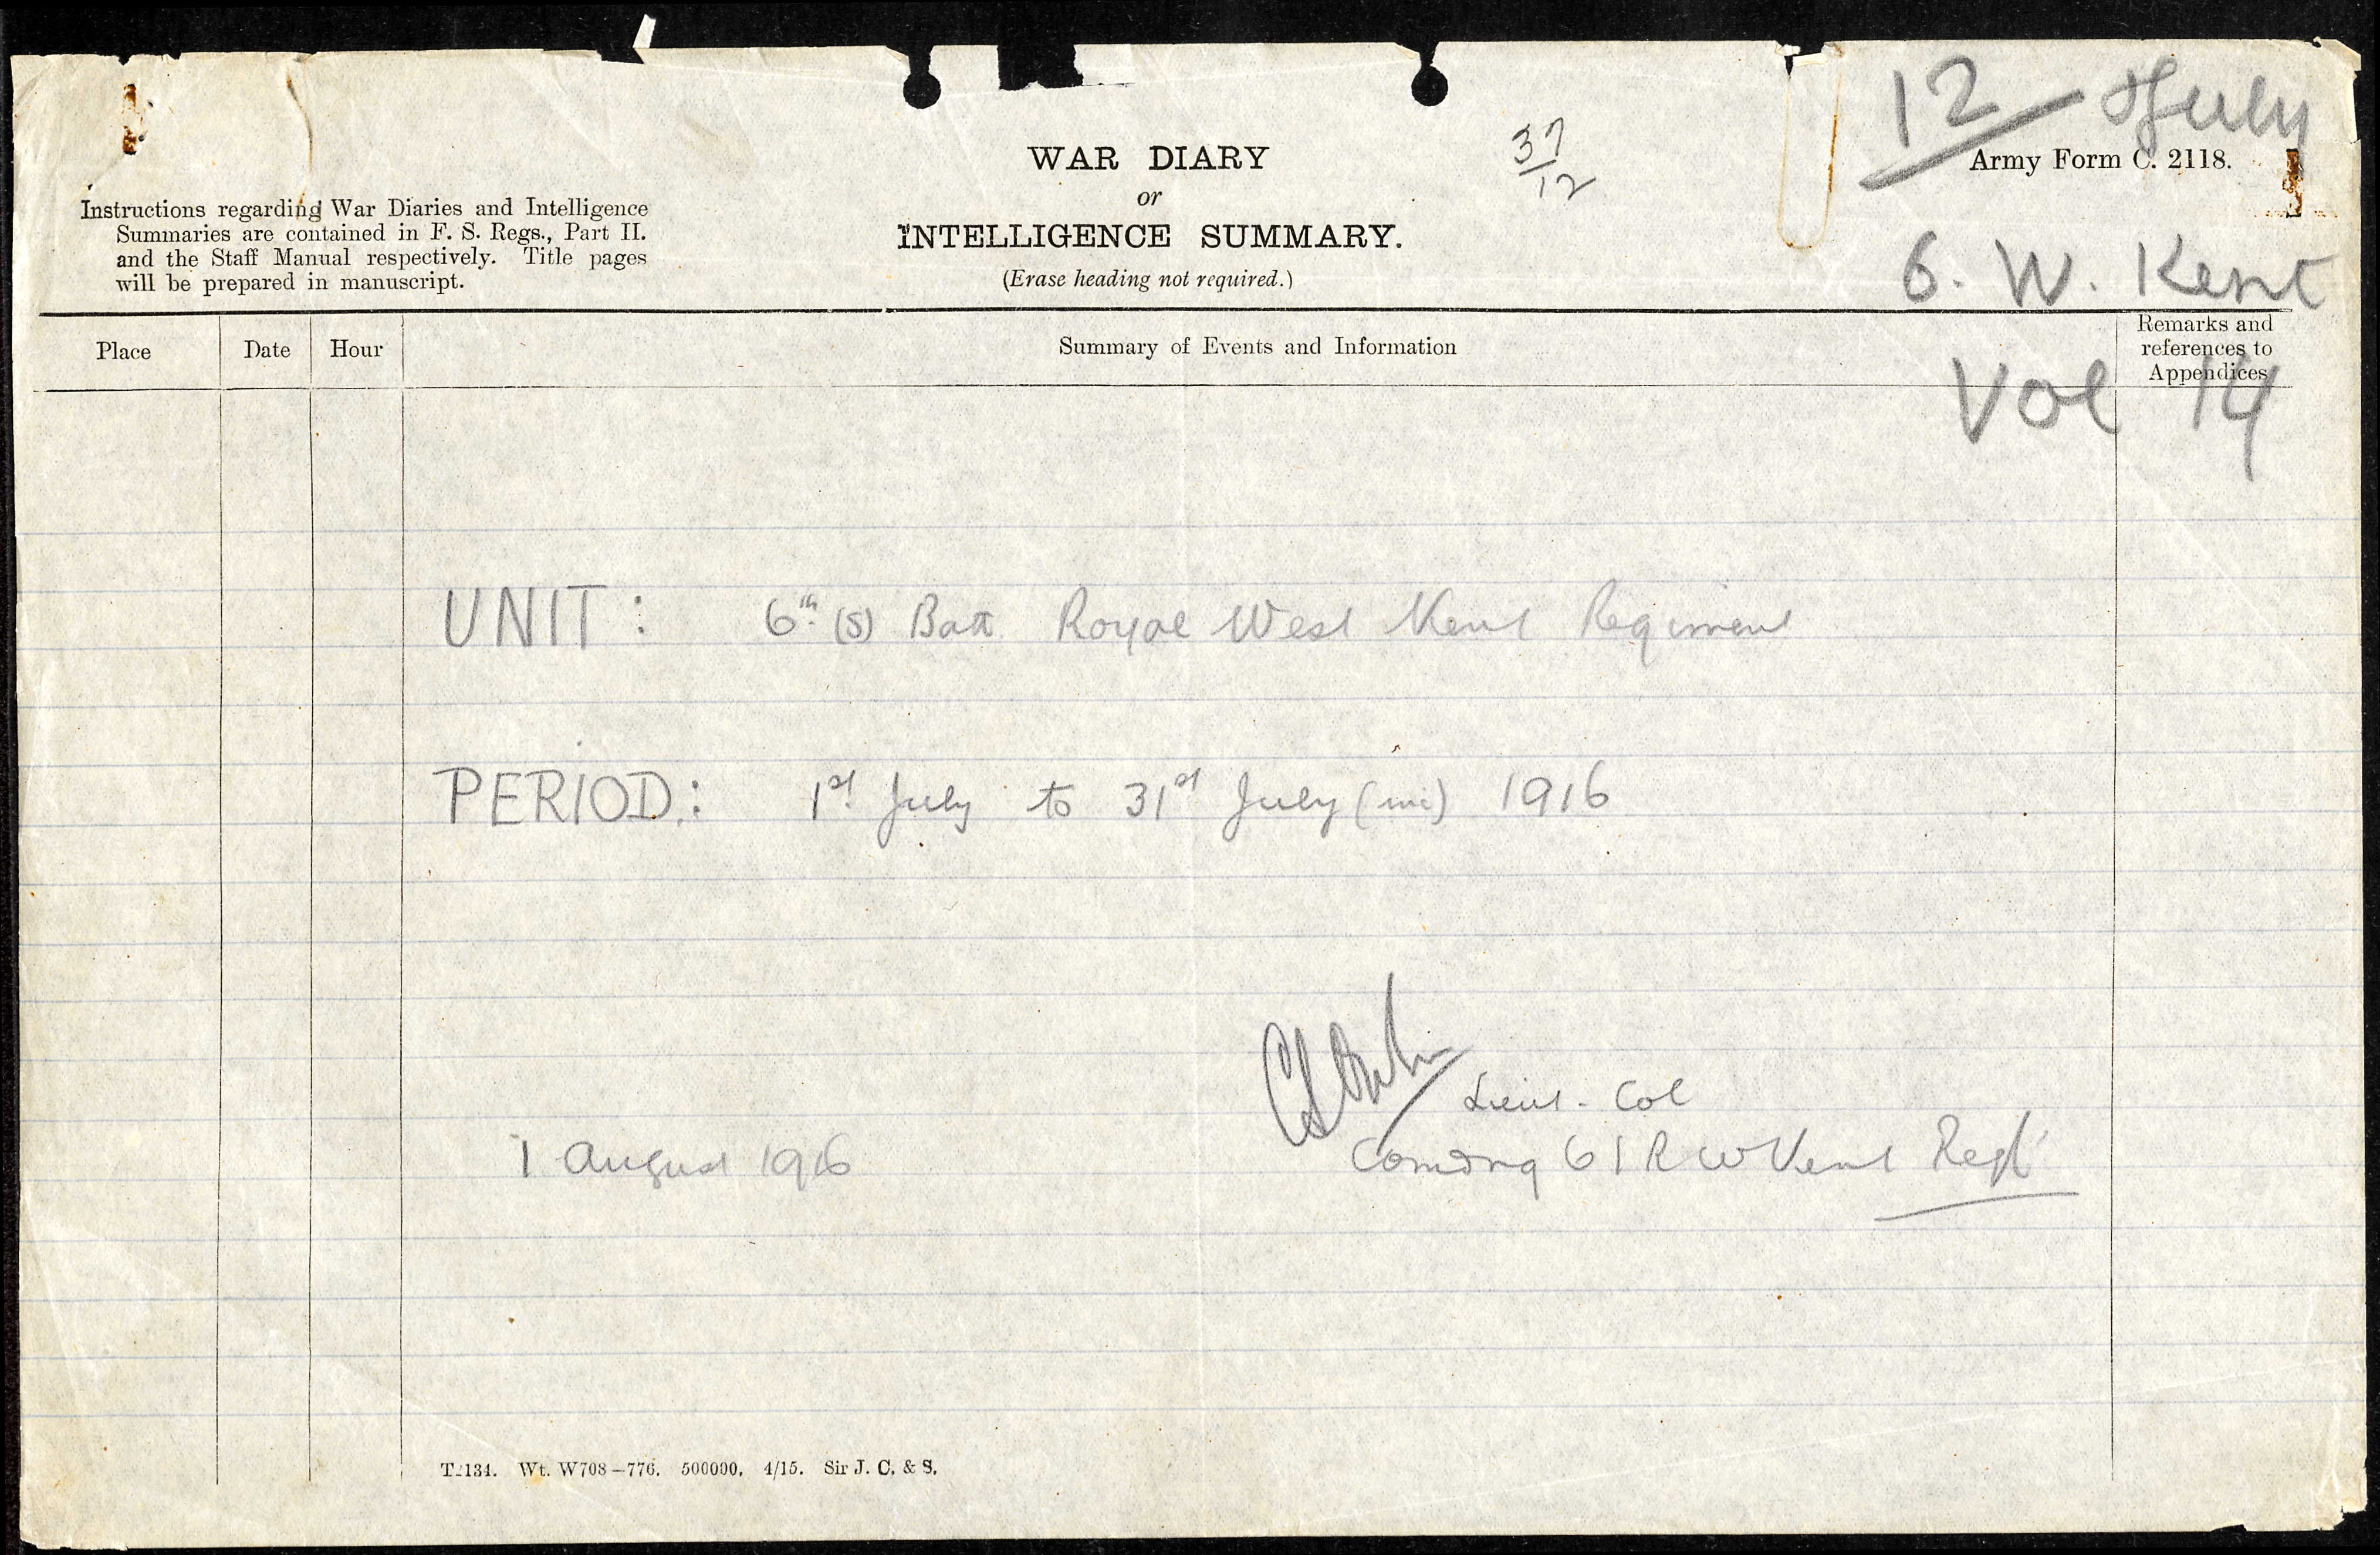 12 July
37/12
WAR DIARY
or
INTELLIGENCE SUMMARY.
(Erase heading not required.)
Army Form C. 2118.
Instructions regarding War Diaries and Intelligence
Summaries are contained in F. S. Regs., Part II.
and the Staff Manual respectively. Title pages
will be prepared in manuscript.
6. W. Kent
Place
Date
Hour
Summary of Events and Information
Remarks and
references to
Appendices
Vol 14
UNIT: 6th (S) Batt Royal West Kent Regiment
PERIOD: 1st July to 31st July (inc) 1916
Lieut-Col
1 August 1916
Comdng 6 / R W Kent Regt
T2134. Wt. W708—776. 500000. 4/15. Sir J. C. & S.